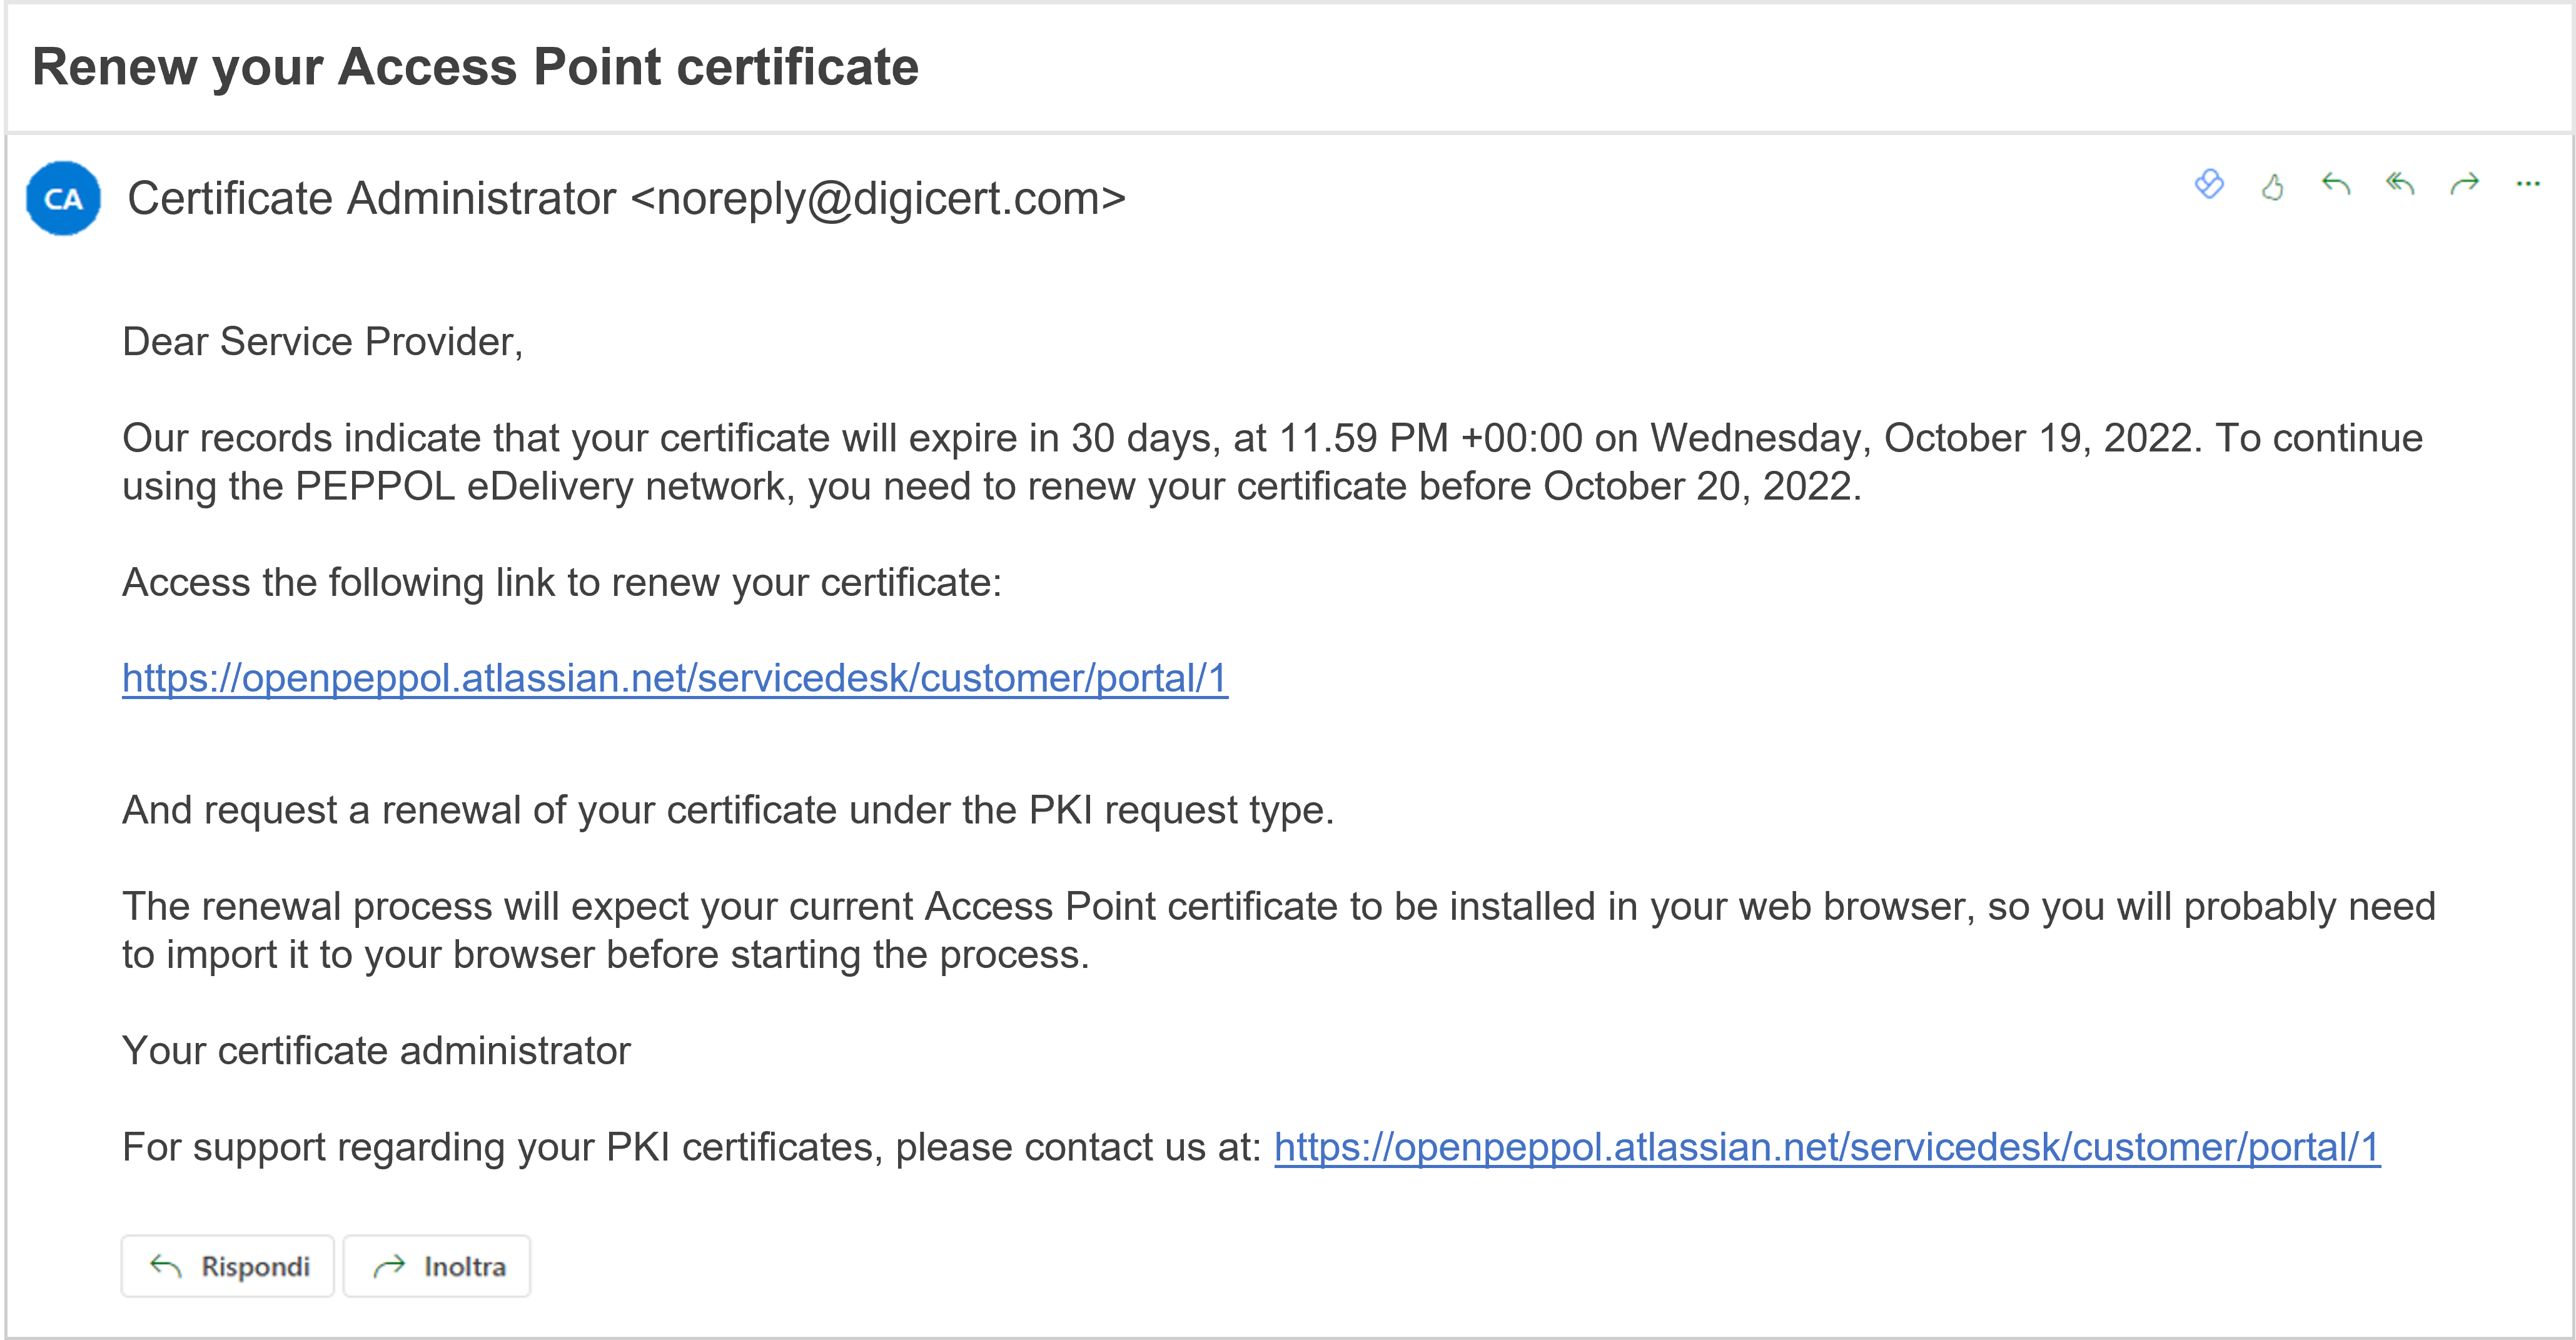 Renew your Access Point certificate
CA
Certificate Administrator <noreply@digicert.com>
Dear Service Provider,
Our records indicate that your certificate will expire in 30 days, at 11.59 PM +00:00 on Wednesday, October 19, 2022. To continue
using the PEPPOL eDelivery network, you need to renew your certificate before October 20, 2022.
Access the following link to renew your certificate:
https://openpeppol.atlassian.net/servicedesk/customer/portal/1
And request a renewal of your certificate under the PKI request type.
The renewal process will expect your current Access Point certificate to be installed in your web browser, so you will probably need
to import it to your browser before starting the process.
Your certificate administrator
For support regarding your PKI certificates, please contact us at: https://openpeppol.atlassian.net/servicedesk/customer/portal/1
Rispondi
Inoltra